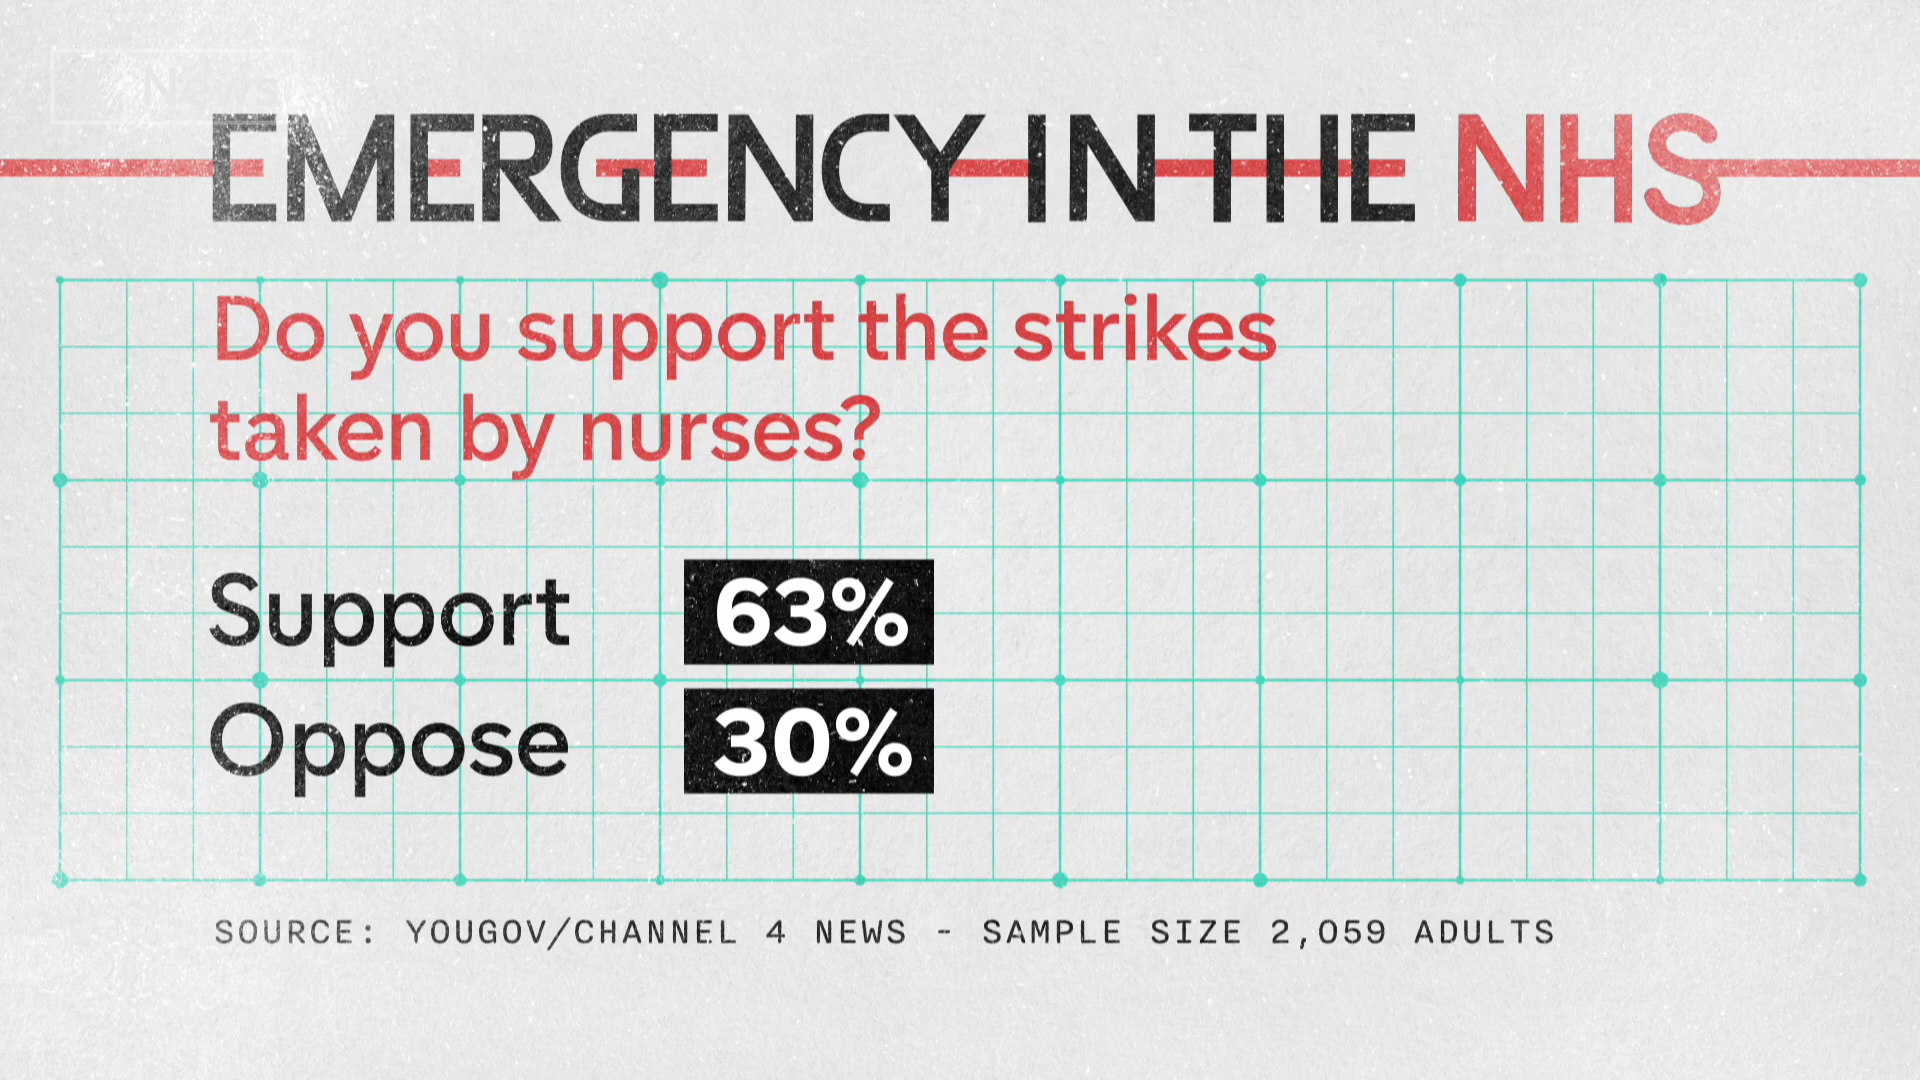 News
EMERGENCY IN THE NHS
Do you support the strikes
taken by nurses?
Support 63%
Oppose 30%
SOURCE: YOUGOV/CHANNEL 4 NEWS - SAMPLE SIZE 2,059 ADULTS